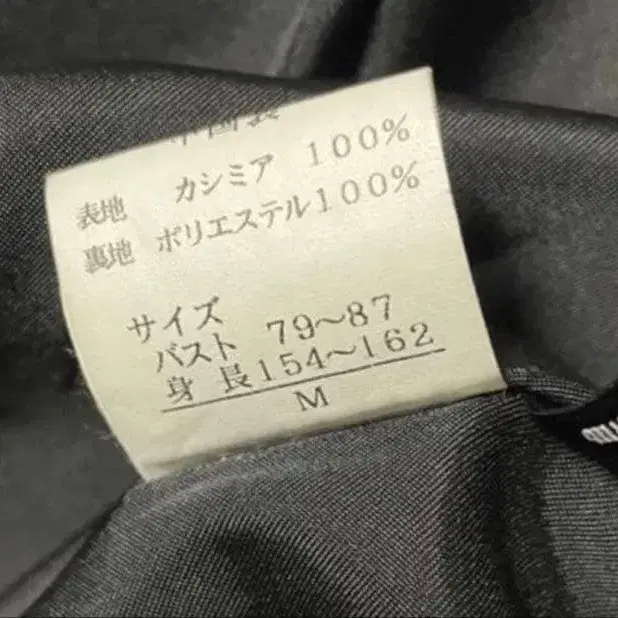 表地 カシミア 100%
裏地 ポリエステル100%
サイズ
バスト 79～87
身長154～162
M